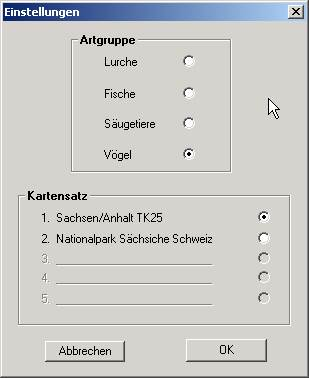 Einstellungen
Artgruppe
Lurche
Fische
Säugetiere
Vögel
Kartensatz
1. Sachsen/Anhalt TK25
2. Nationalpark Sächsiche Schweiz
3. ____________________
4. ____________________
5. ____________________
Abbrechen OK